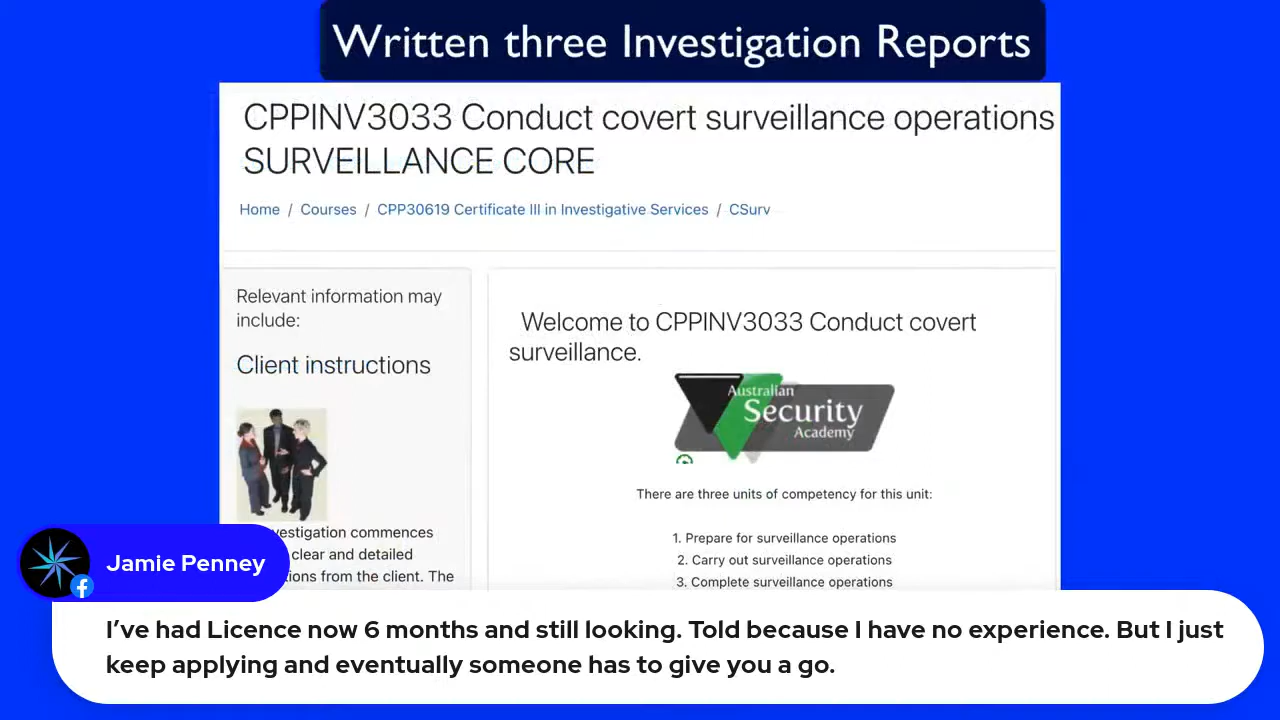 Written three Investigation Reports
CPPINV3033 Conduct covert surveillance operations
SURVEILLANCE CORE
Home / Courses / CPP30619 Certificate III in Investigative Services / CSurv
Relevant information may
include:
Client instructions
vestigation commences
clear and detailed
tions from the client. The
Welcome to CPPINV3033 Conduct covert
surveillance.
Australian
Security
Academy
There are three units of competency for this unit:
1. Prepare for surveillance operations
2. Carry out surveillance operations
3. Complete surveillance operations
Jamie Penney
I’ve had Licence now 6 months and still looking. Told because I have no experience. But I just
keep applying and eventually someone has to give you a go.